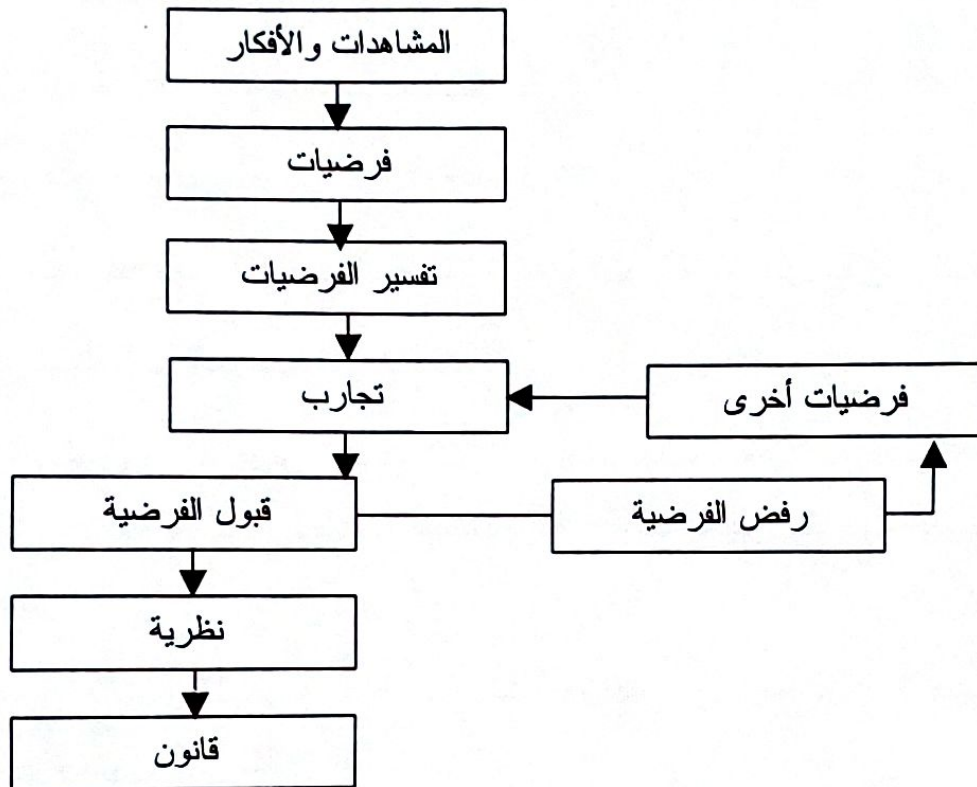 المشاهدات والأفكار
فرضيات
تفسير الفرضيات
تجارب
فرضيات أخرى
قبول الفرضية
رفض الفرضية
نظرية
قانون